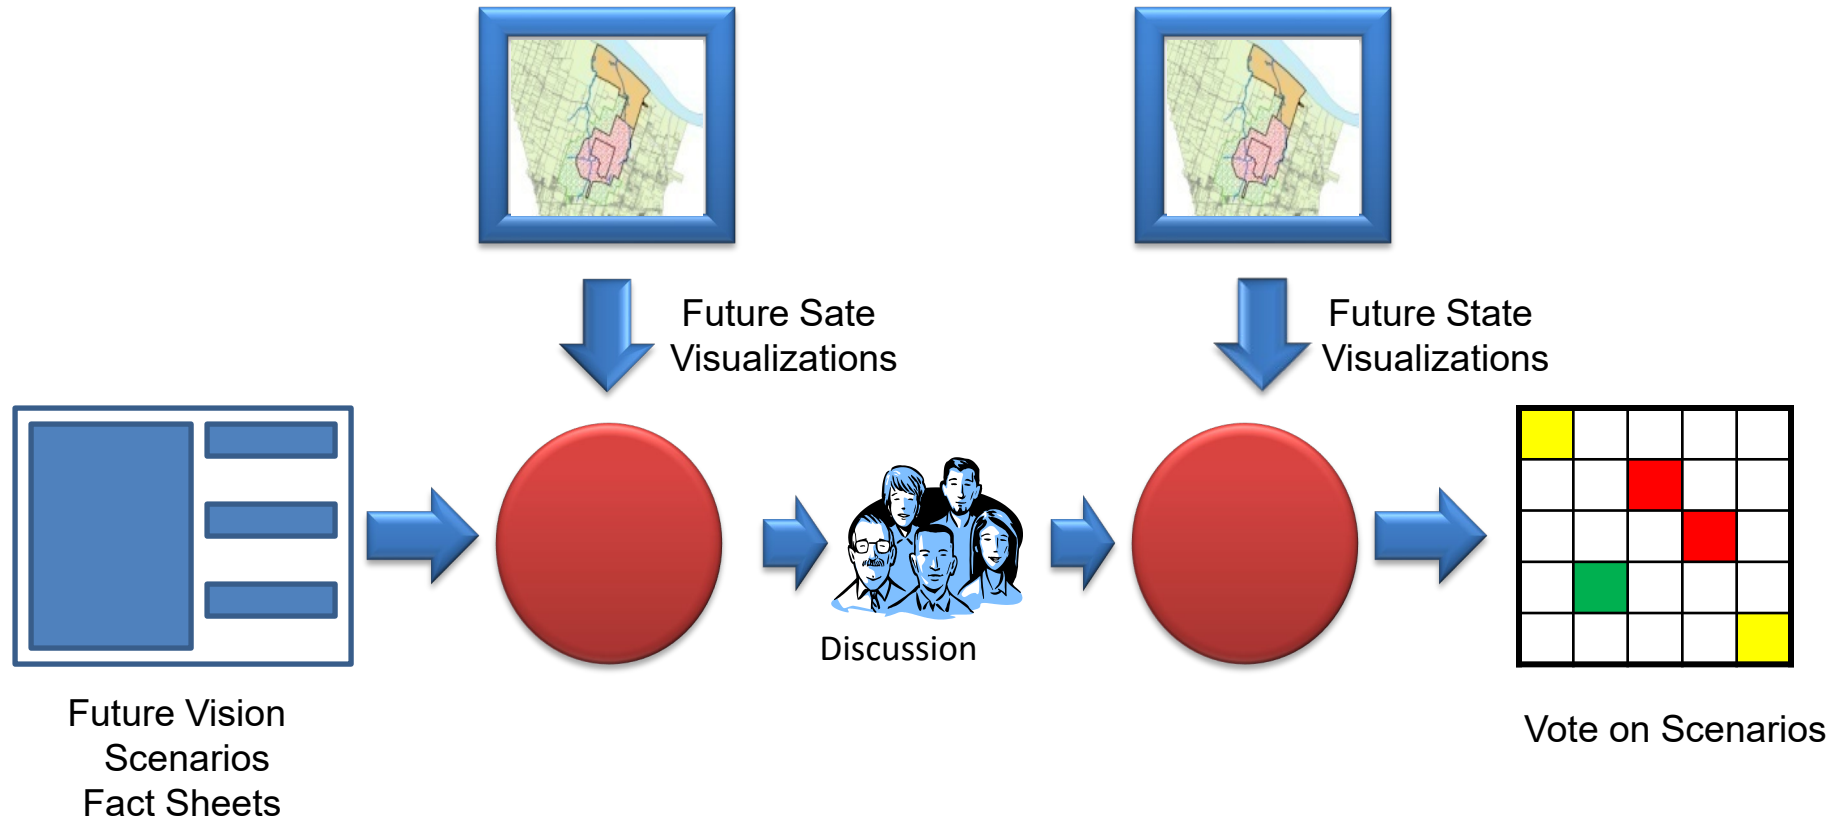 Future Sate
Visualizations
Future State
Visualizations
Discussion
Future Vision
Scenarios
Fact Sheets
Vote on Scenarios